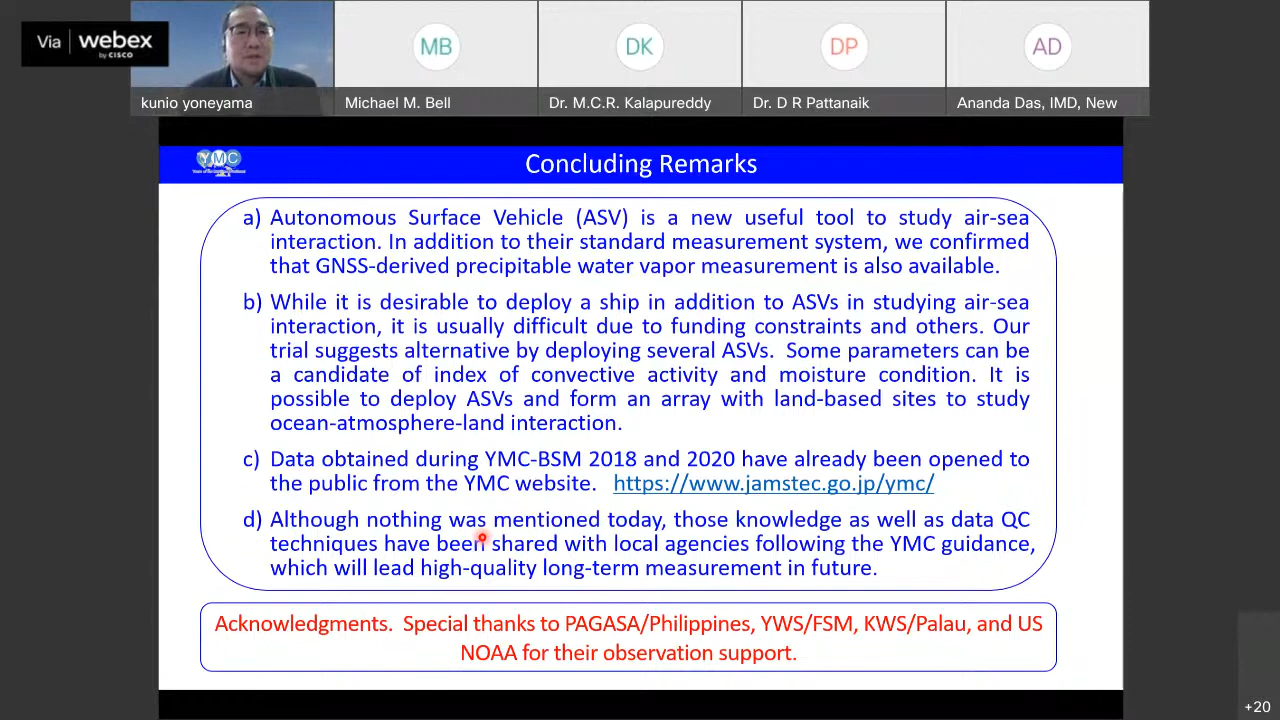 Via webex
by CISCO
MB
DK
DP
AD
kunio yoneyama
Michael M. Bell
Dr. M.C.R. Kalapureddy
Dr. D R Pattanaik
Ananda Das, IMD, New
YMC
Concluding Remarks
a) Autonomous Surface Vehicle (ASV) is a new useful tool to study air-sea
interaction. In addition to their standard measurement system, we confirmed
that GNSS-derived precipitable water vapor measurement is also available.
b) While it is desirable to deploy a ship in addition to ASVs in studying air-sea
interaction, it is usually difficult due to funding constraints and others. Our
trial suggests alternative by deploying several ASVs. Some parameters can be
a candidate of index of convective activity and moisture condition. It is
possible to deploy ASVs and form an array with land-based sites to study
ocean-atmosphere-land interaction.
c) Data obtained during YMC-BSM 2018 and 2020 have already been opened to
the public from the YMC website. https://www.jamstec.go.jp/ymc/
d) Although nothing was mentioned today, those knowledge as well as data QC
techniques have been shared with local agencies following the YMC guidance,
which will lead high-quality long-term measurement in future.
Acknowledgments. Special thanks to PAGASA/Philippines, YWS/FSM, KWS/Palau, and US
NOAA for their observation support.
+20